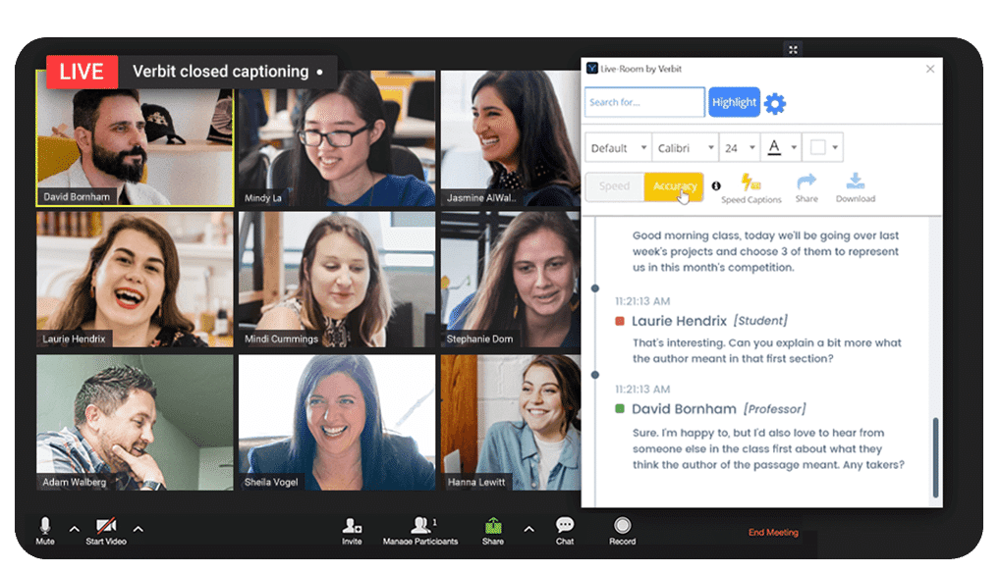 LIVE
Verbit closed captioning •
David Bornham
Mindy La
Jasmine AlWal..
Laurie Hendrix
Mindi Cummings
Stephanie Dom
Adam Walberg
Sheila Vogel
Hanna Lewitt
Live-Room by Verbit
Search for...
Highlight
Default
Calibri
24
A
Speed
Accuracy
Speed Captions
Share
Download
Good morning class, today we'll be going over last
week's projects and choose 3 of them to represent
us in this month's competition.
11:21:13 AM
Laurie Hendrix [Student]
That's interesting. Can you explain a bit more what
the author meant in that first section?
11:21:13 AM
David Bornham [Professor]
Sure. I'm happy to, but I'd also love to hear from
someone else in the class first about what they
think the author of the passage meant. Any takers?
Mute
Start Video
Invite
1
Manage Participants
Share
Chat
Record
End Meeting